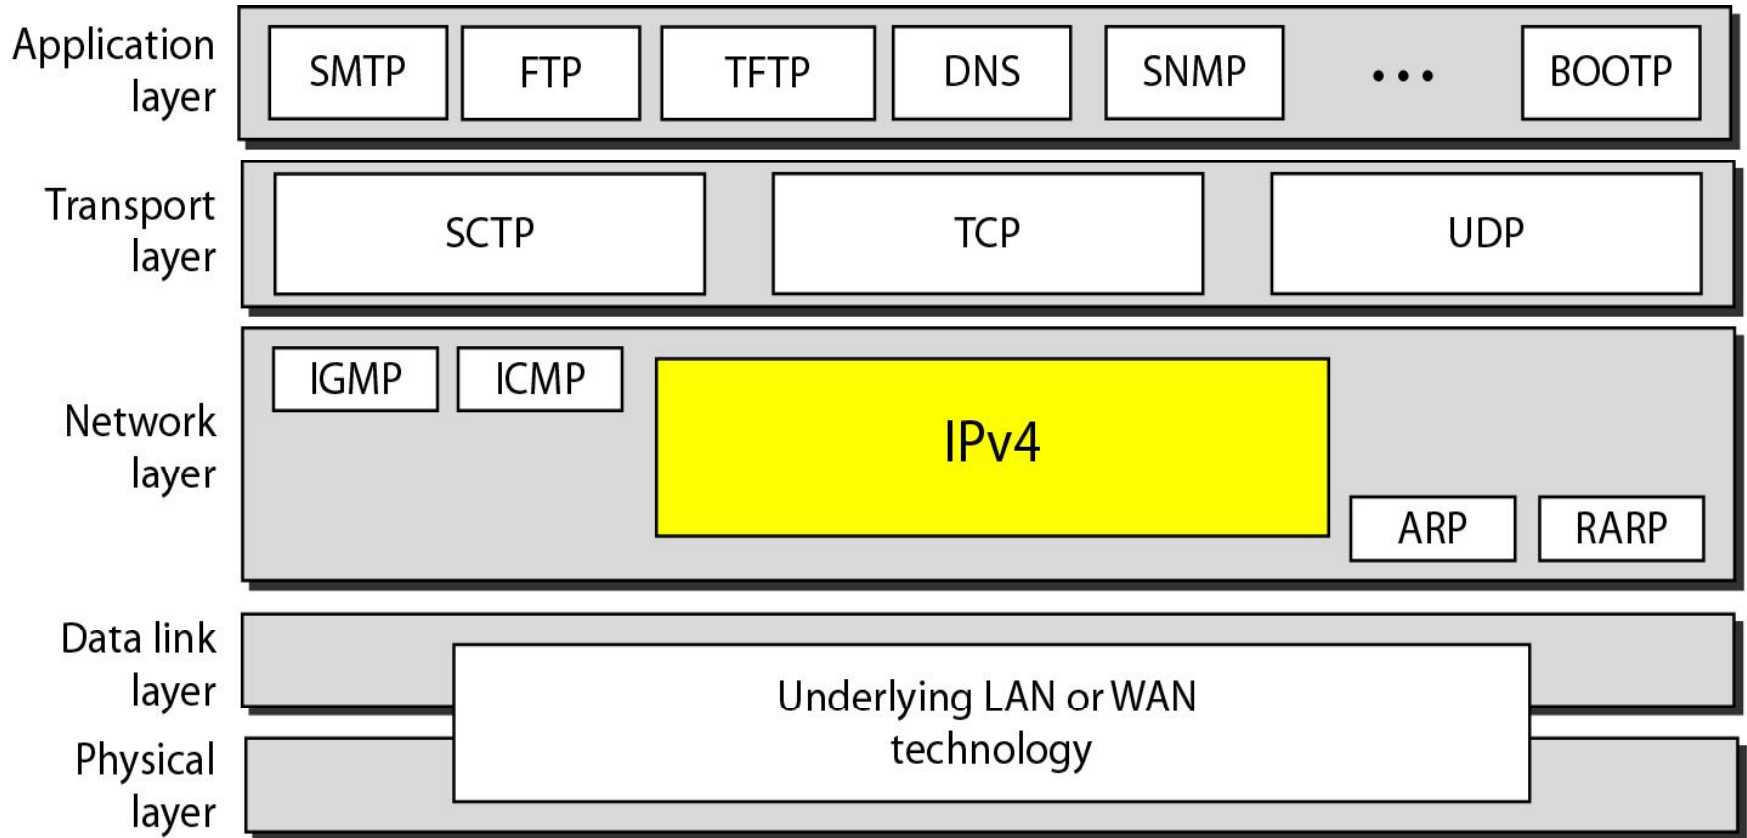 Application
layer
SMTP
FTP
TFTP
DNS
SNMP
...
BOOTP
Transport
layer
SCTP
TCP
UDP
Network
layer
IGMP
ICMP
IPv4
ARP
RARP
Data link
layer
Underlying LAN or WAN
technology
Physical
layer